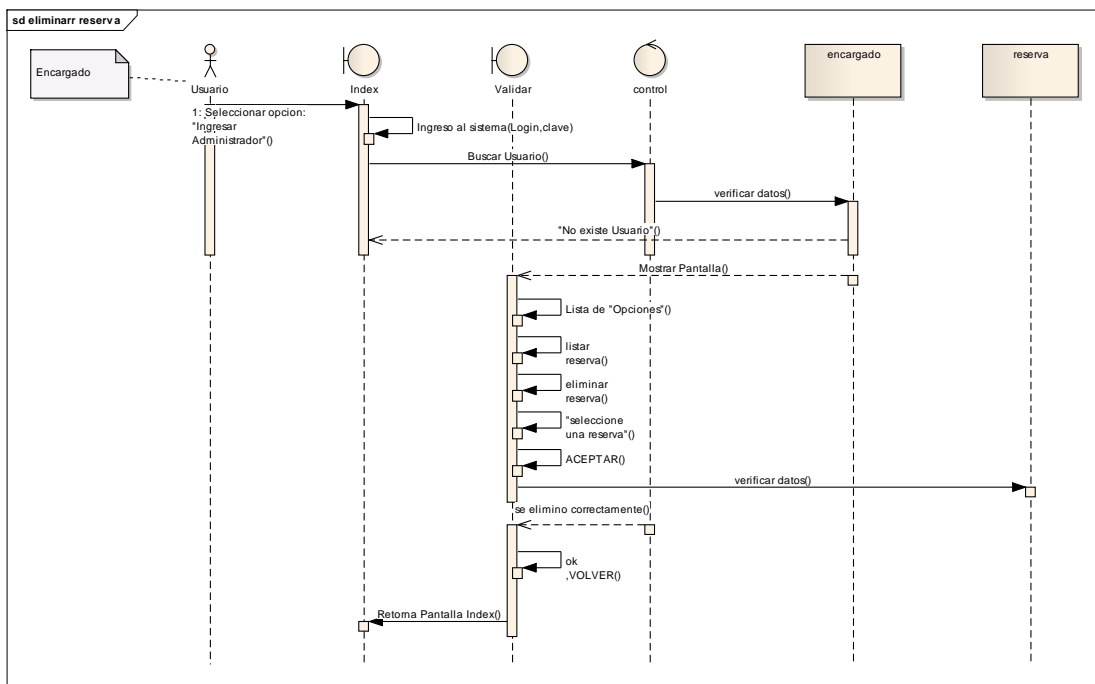 sd eliminarr reserva
Encargado
Usuario
Index
Validar
control
encargado
reserva
1: Seleccionar opcion:
"Ingresar
Administrador"()
Ingreso al sistema(Login,clave)
Buscar Usuario()
verificar datos()
"No existe Usuario"()
Mostrar Pantalla()
Lista de "Opciones"()
listar
reserva()
eliminar
reserva()
"seleccione
una reserva"()
ACEPTAR()
verificar datos()
se elimino correctamente()
ok
,VOLVER()
Retorna Pantalla Index()